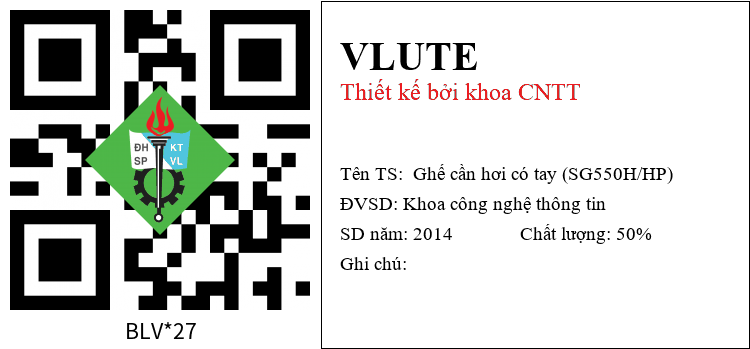 ĐH KT
SP VL
BLV*27
VLUTE
Thiết kế bởi khoa CNTT
Tên TS: Ghế cần hơi có tay (SG550H/HP)
ĐVSD: Khoa công nghệ thông tin
SD năm: 2014 Chất lượng: 50%
Ghi chú: